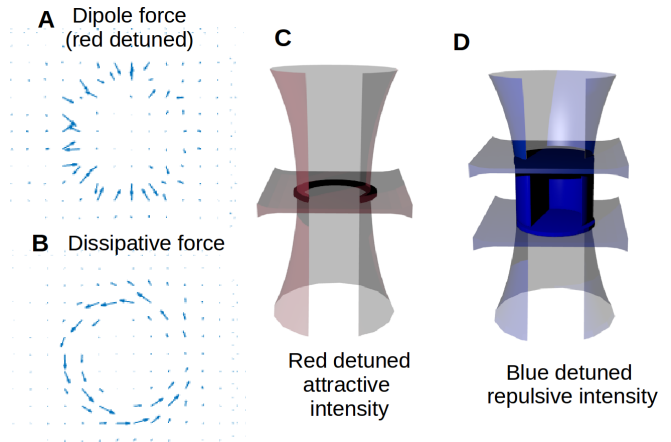 A Dipole force
(red detuned)
B Dissipative force
C
Red detuned
attractive
intensity
D
Blue detuned
repulsive intensity